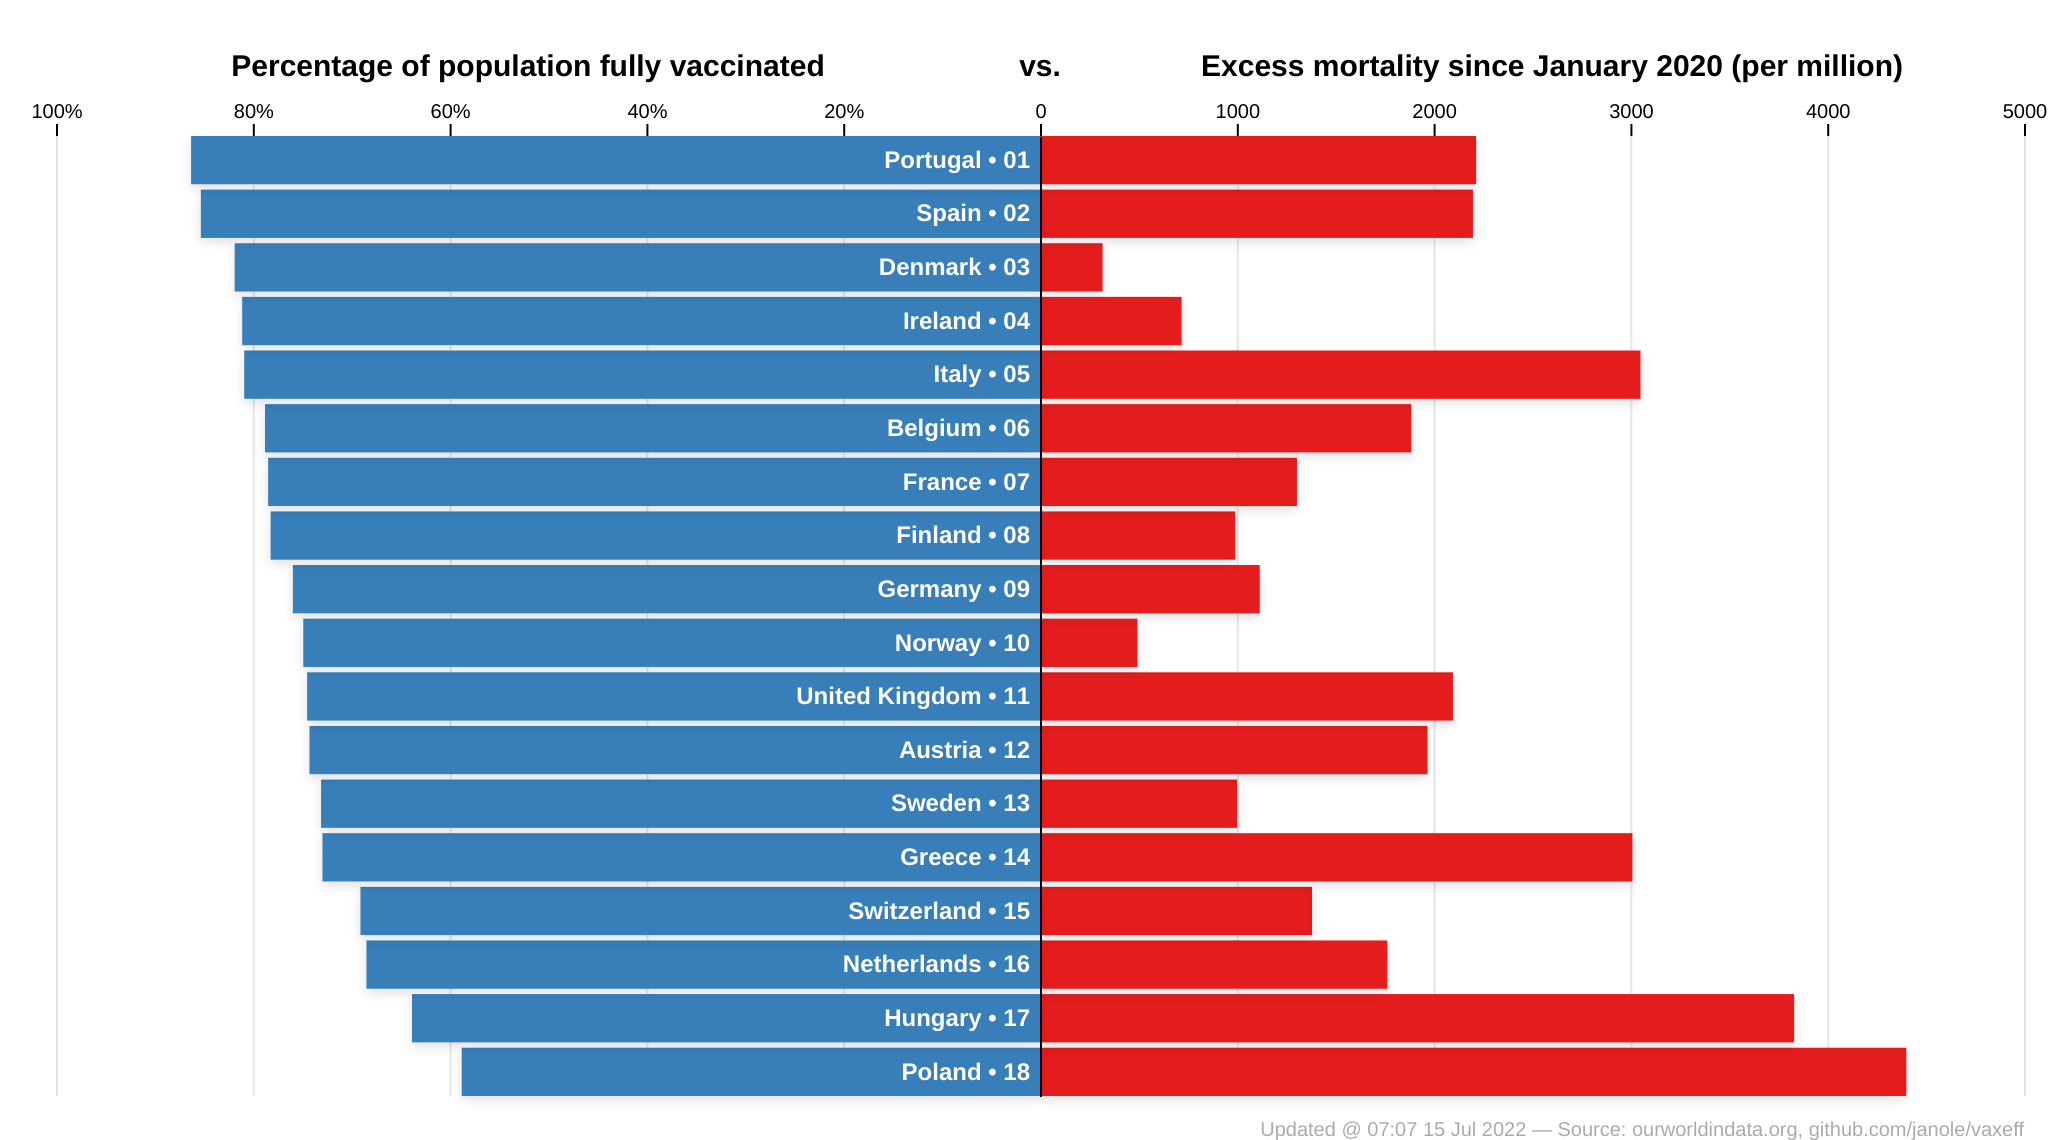 Percentage of population fully vaccinated vs. Excess mortality since January 2020 (per million)
100% 80% 60% 40% 20% 0 1000 2000 3000 4000 5000
Portugal • 01
Spain • 02
Denmark • 03
Ireland • 04
Italy • 05
Belgium • 06
France • 07
Finland • 08
Germany • 09
Norway • 10
United Kingdom • 11
Austria • 12
Sweden • 13
Greece • 14
Switzerland • 15
Netherlands • 16
Hungary • 17
Poland • 18
Updated @ 07:07 15 Jul 2022 — Source: ourworldindata.org, github.com/janole/vaxeff